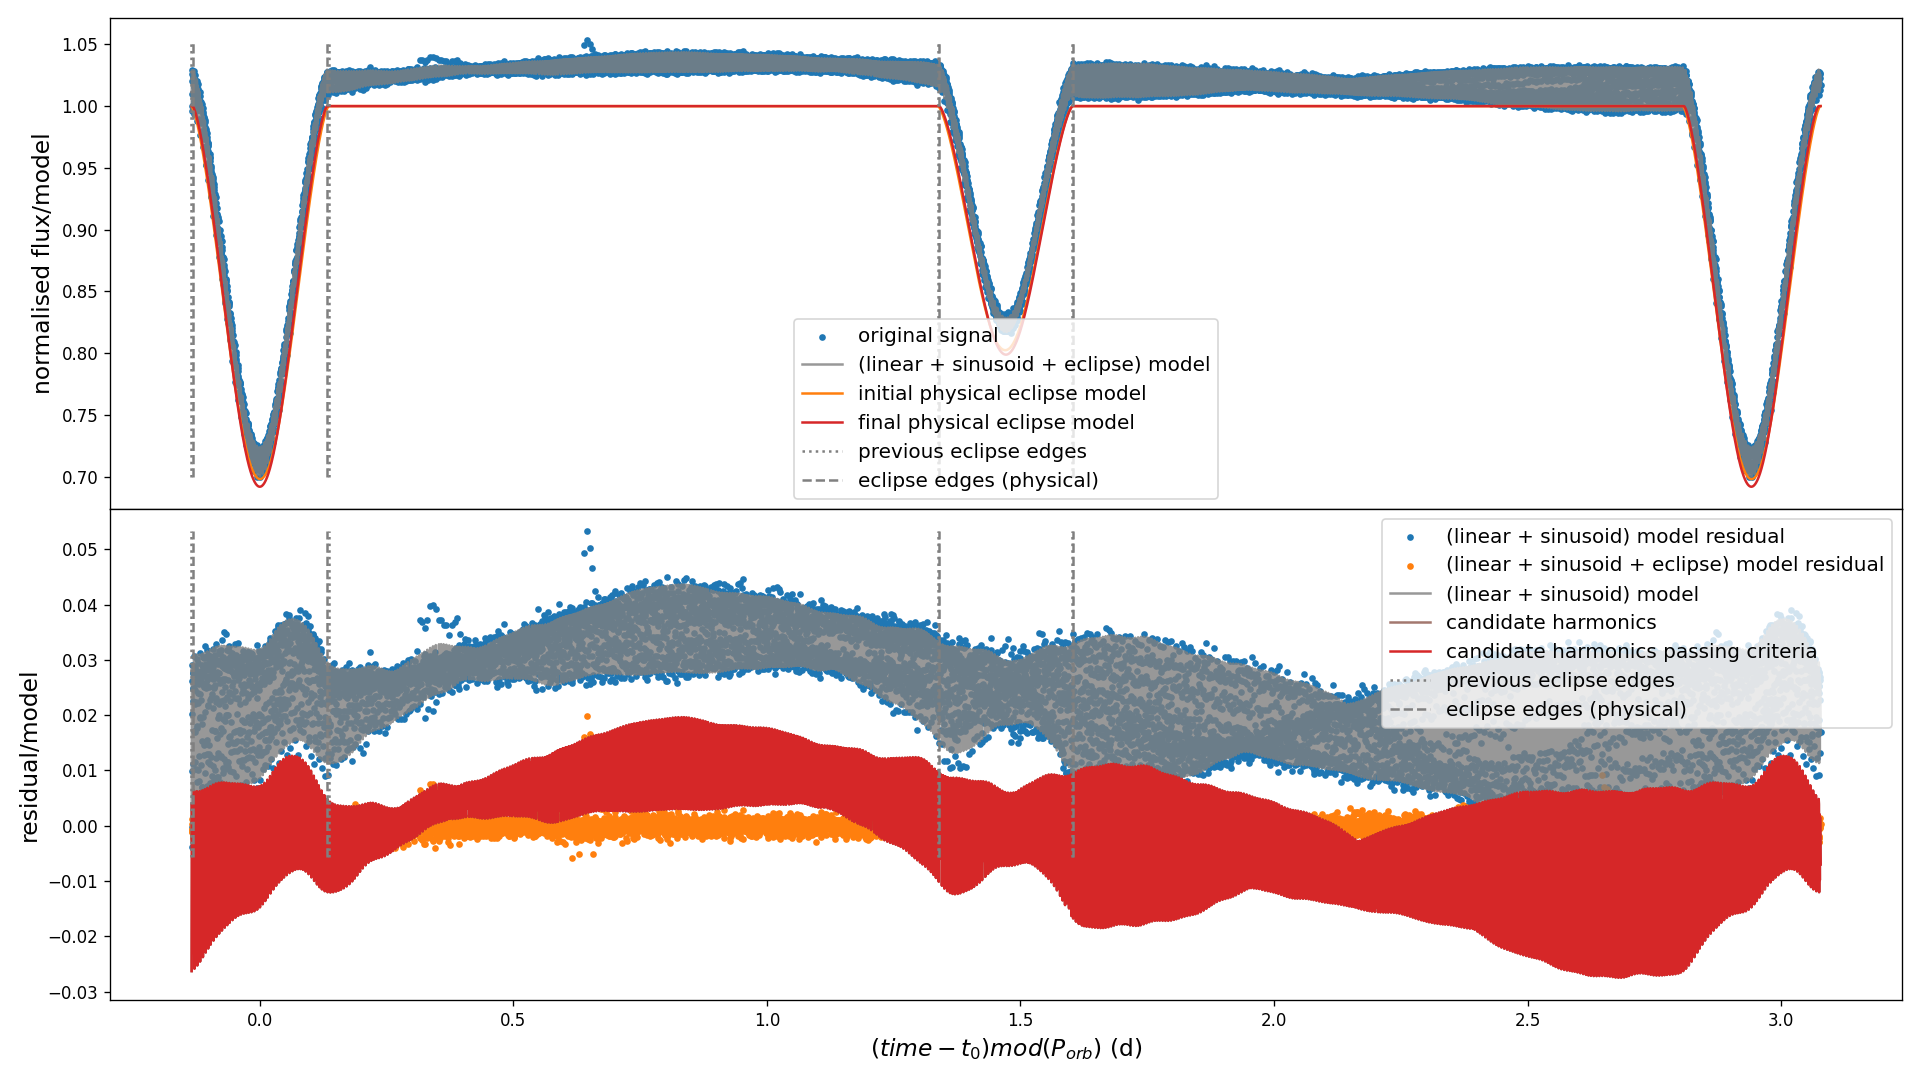 normalised flux/model
1.05
1.00
0.95
0.90
0.85
0.80
0.75
0.70
original signal
(linear + sinusoid + eclipse) model
initial physical eclipse model
final physical eclipse model
previous eclipse edges
eclipse edges (physical)
residual/model
0.05
0.04
0.03
0.02
0.01
0.00
−0.01
−0.02
−0.03
(linear + sinusoid) model residual
(linear + sinusoid + eclipse) model residual
(linear + sinusoid) model
candidate harmonics
candidate harmonics passing criteria
previous eclipse edges
eclipse edges (physical)
0.0 0.5 1.0 1.5 2.0 2.5 3.0
(time − t₀)mod(P_orb) (d)